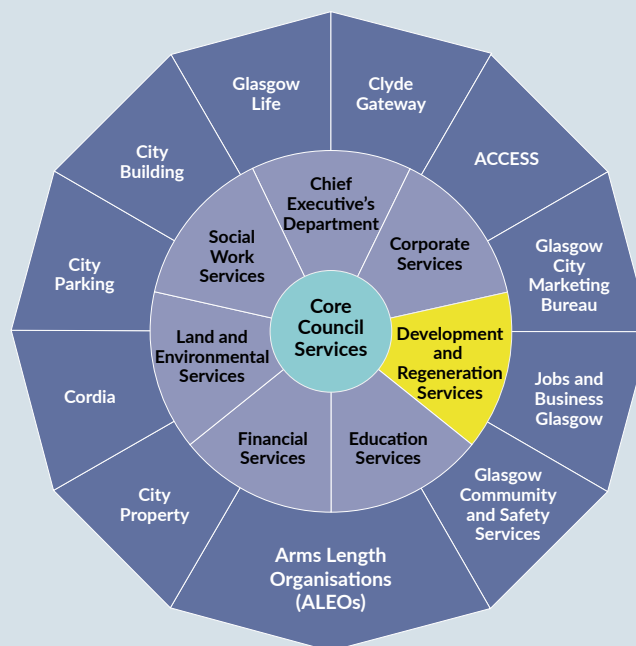 Glasgow
Life
Clyde
Gateway
City
Building
ACCESS
Chief
Executive's
Department
Social
Work
Services
Corporate
Services
City
Parking
Glasgow
City
Marketing
Bureau
Core
Council
Services
Land and
Environmental
Services
Development
and
Regeneration
Services
Cordia
Jobs and
Business
Glasgow
Financial
Services
Education
Services
City
Property
Glasgow
Commumity
and Safety
Services
Arms Length
Organisations
(ALEOs)